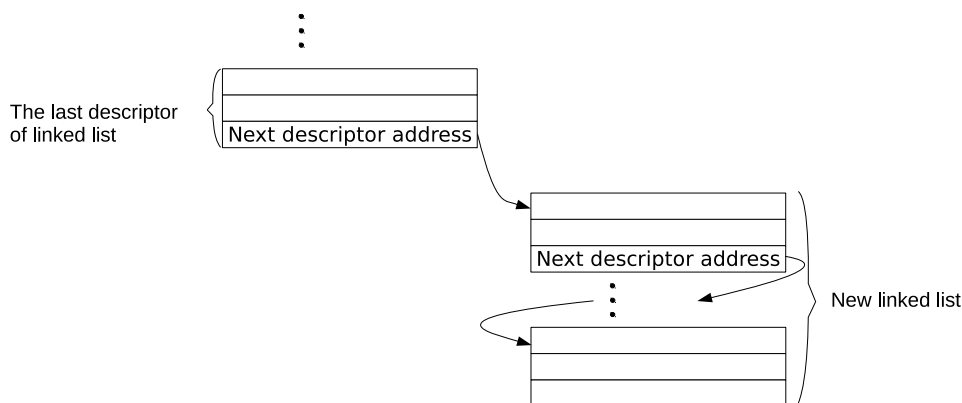 The last descriptor
of linked list
Next descriptor address
Next descriptor address
New linked list